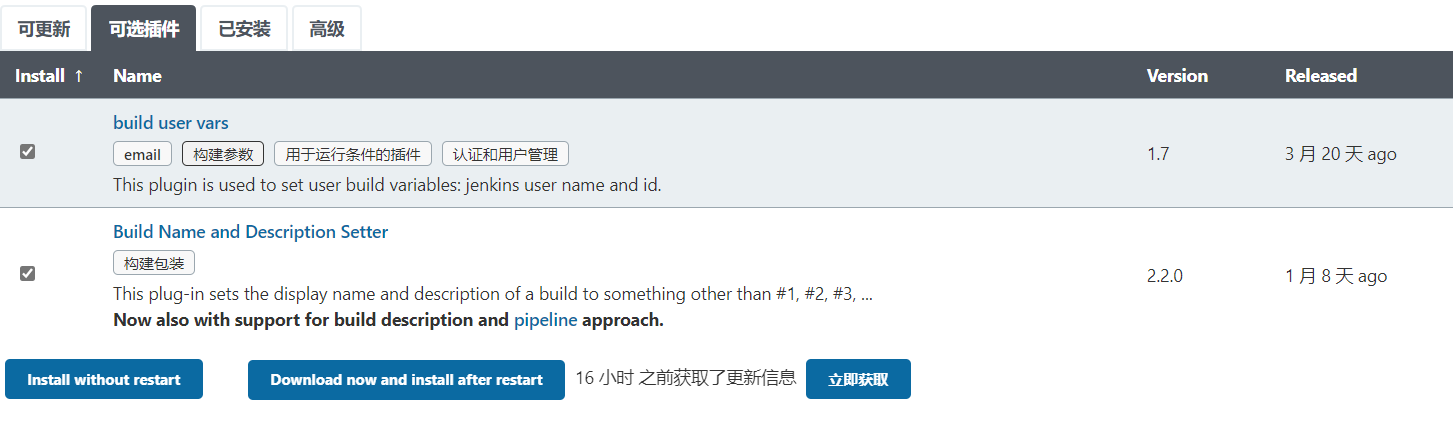 可更新 可选插件 已安装 高级
Install ↑ Name Version Released
build user vars
email 构建参数 用于运行条件的插件 认证和用户管理
1.7 3 月 20 天 ago
This plugin is used to set user build variables: jenkins user name and id.
Build Name and Description Setter
构建包装
2.2.0 1 月 8 天 ago
This plug-in sets the display name and description of a build to something other than #1, #2, #3, ...
Now also with support for build description and pipeline approach.
Install without restart Download now and install after restart 16 小时 之前获取了更新信息 立即获取